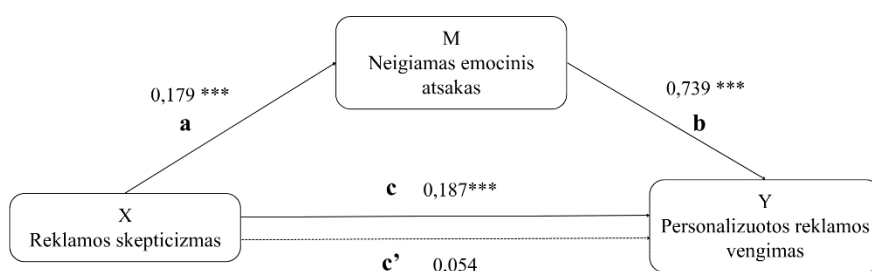 M
Neigiamas emocinis
atsakas
0,179 ***
a
0,739 ***
b
c 0,187***
X
Reklamos skepticizmas
Y
Personalizuotos reklamos
vengimas
c’ 0,054